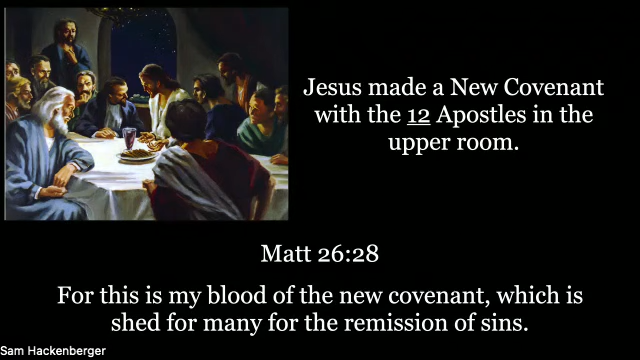 Jesus made a New Covenant
with the 12 Apostles in the
upper room.
Matt 26:28
For this is my blood of the new covenant, which is
shed for many for the remission of sins.
Sam Hackenberger